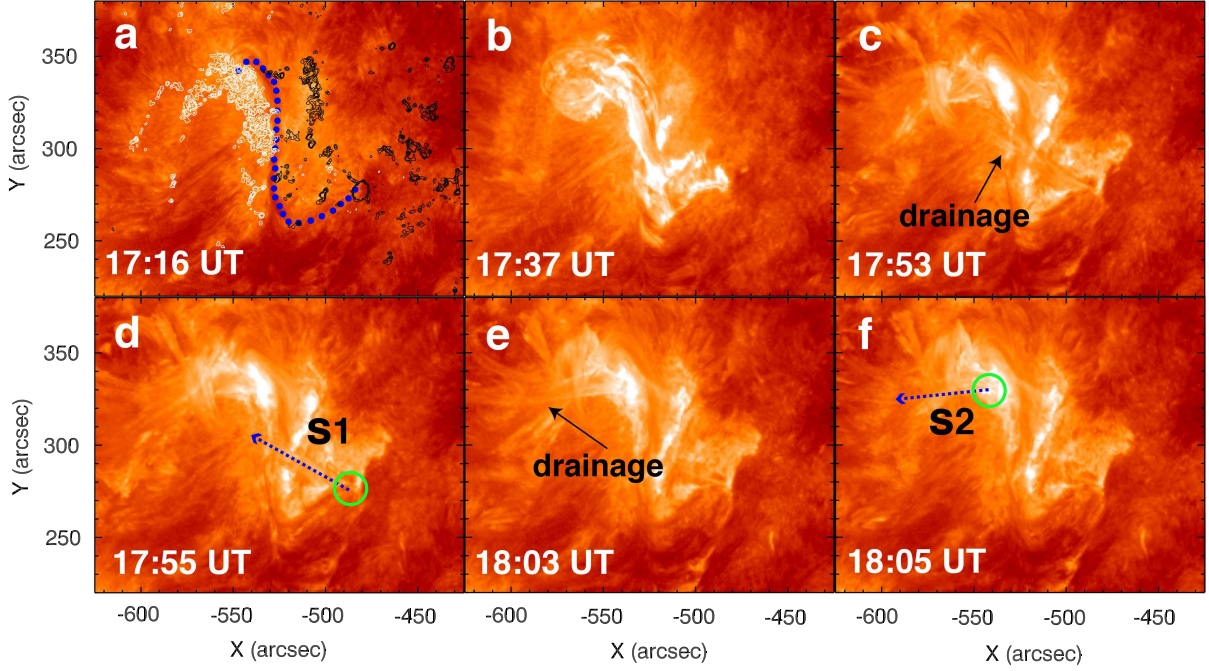 a
b
c
350
300
250
Y (arcsec)
drainage
17:16 UT
17:37 UT
17:53 UT
d
e
f
350
300
250
Y (arcsec)
S1
drainage
S2
17:55 UT
18:03 UT
18:05 UT
-600 -550 -500 -450 -600 -550 -500 -450 -600 -550 -500 -450
X (arcsec) X (arcsec) X (arcsec)